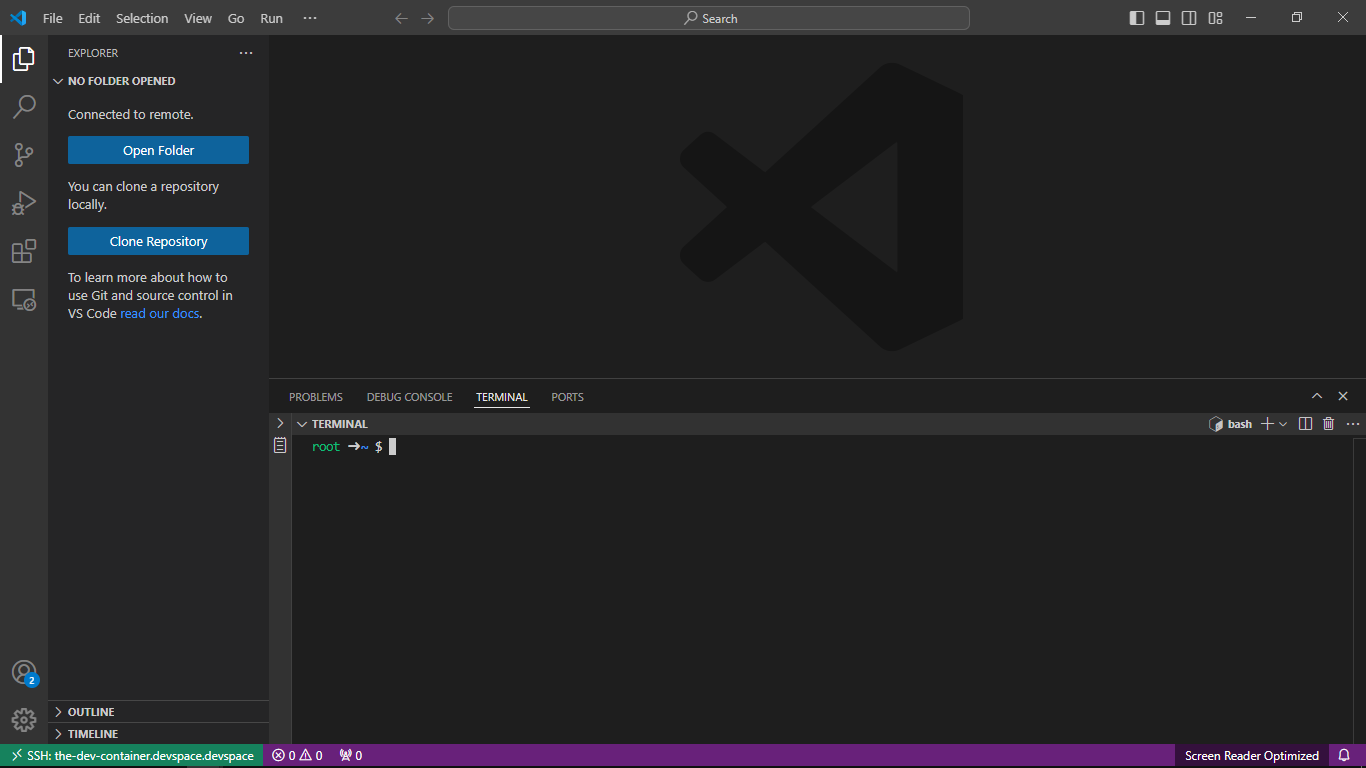 File Edit Selection View Go Run ···
Search
EXPLORER
NO FOLDER OPENED
Connected to remote.
Open Folder
You can clone a repository
locally.
Clone Repository
To learn more about how to
use Git and source control in
VS Code read our docs.
PROBLEMS DEBUG CONSOLE TERMINAL PORTS
TERMINAL
bash
root ➜~ $
2
OUTLINE
TIMELINE
SSH: the-dev-container.devspace.devspace 0 0 0 Screen Reader Optimized